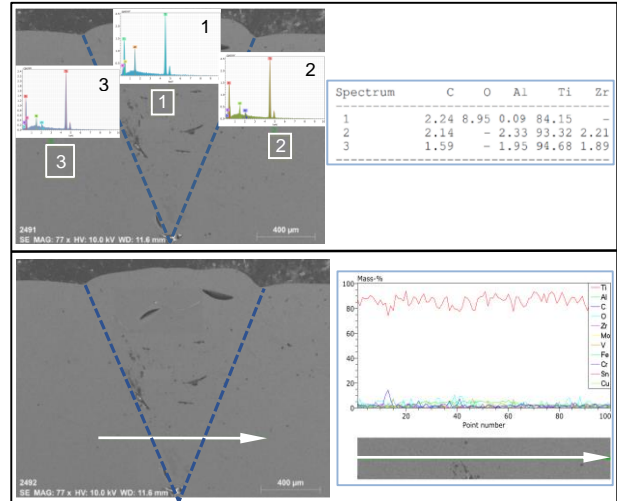 1
2
3
1
2
3
2491
SE MAG: 77 x HV: 10.0 kV WD: 11.6 mm
400 µm
Spectrum C O Al Ti Zr
1 2.24 8.95 0.09 84.15 -
2 2.14 - 2.33 93.32 2.21
3 1.59 - 1.95 94.68 1.89
2492
SE MAG: 77 x HV: 10.0 kV WD: 11.6 mm
400 µm
Mass-%
100
80
60
40
20
0
20
40
60
80
100
Point number
Ti
Al
C
O
Zr
Mo
V
Fe
Cr
Sn
Cu